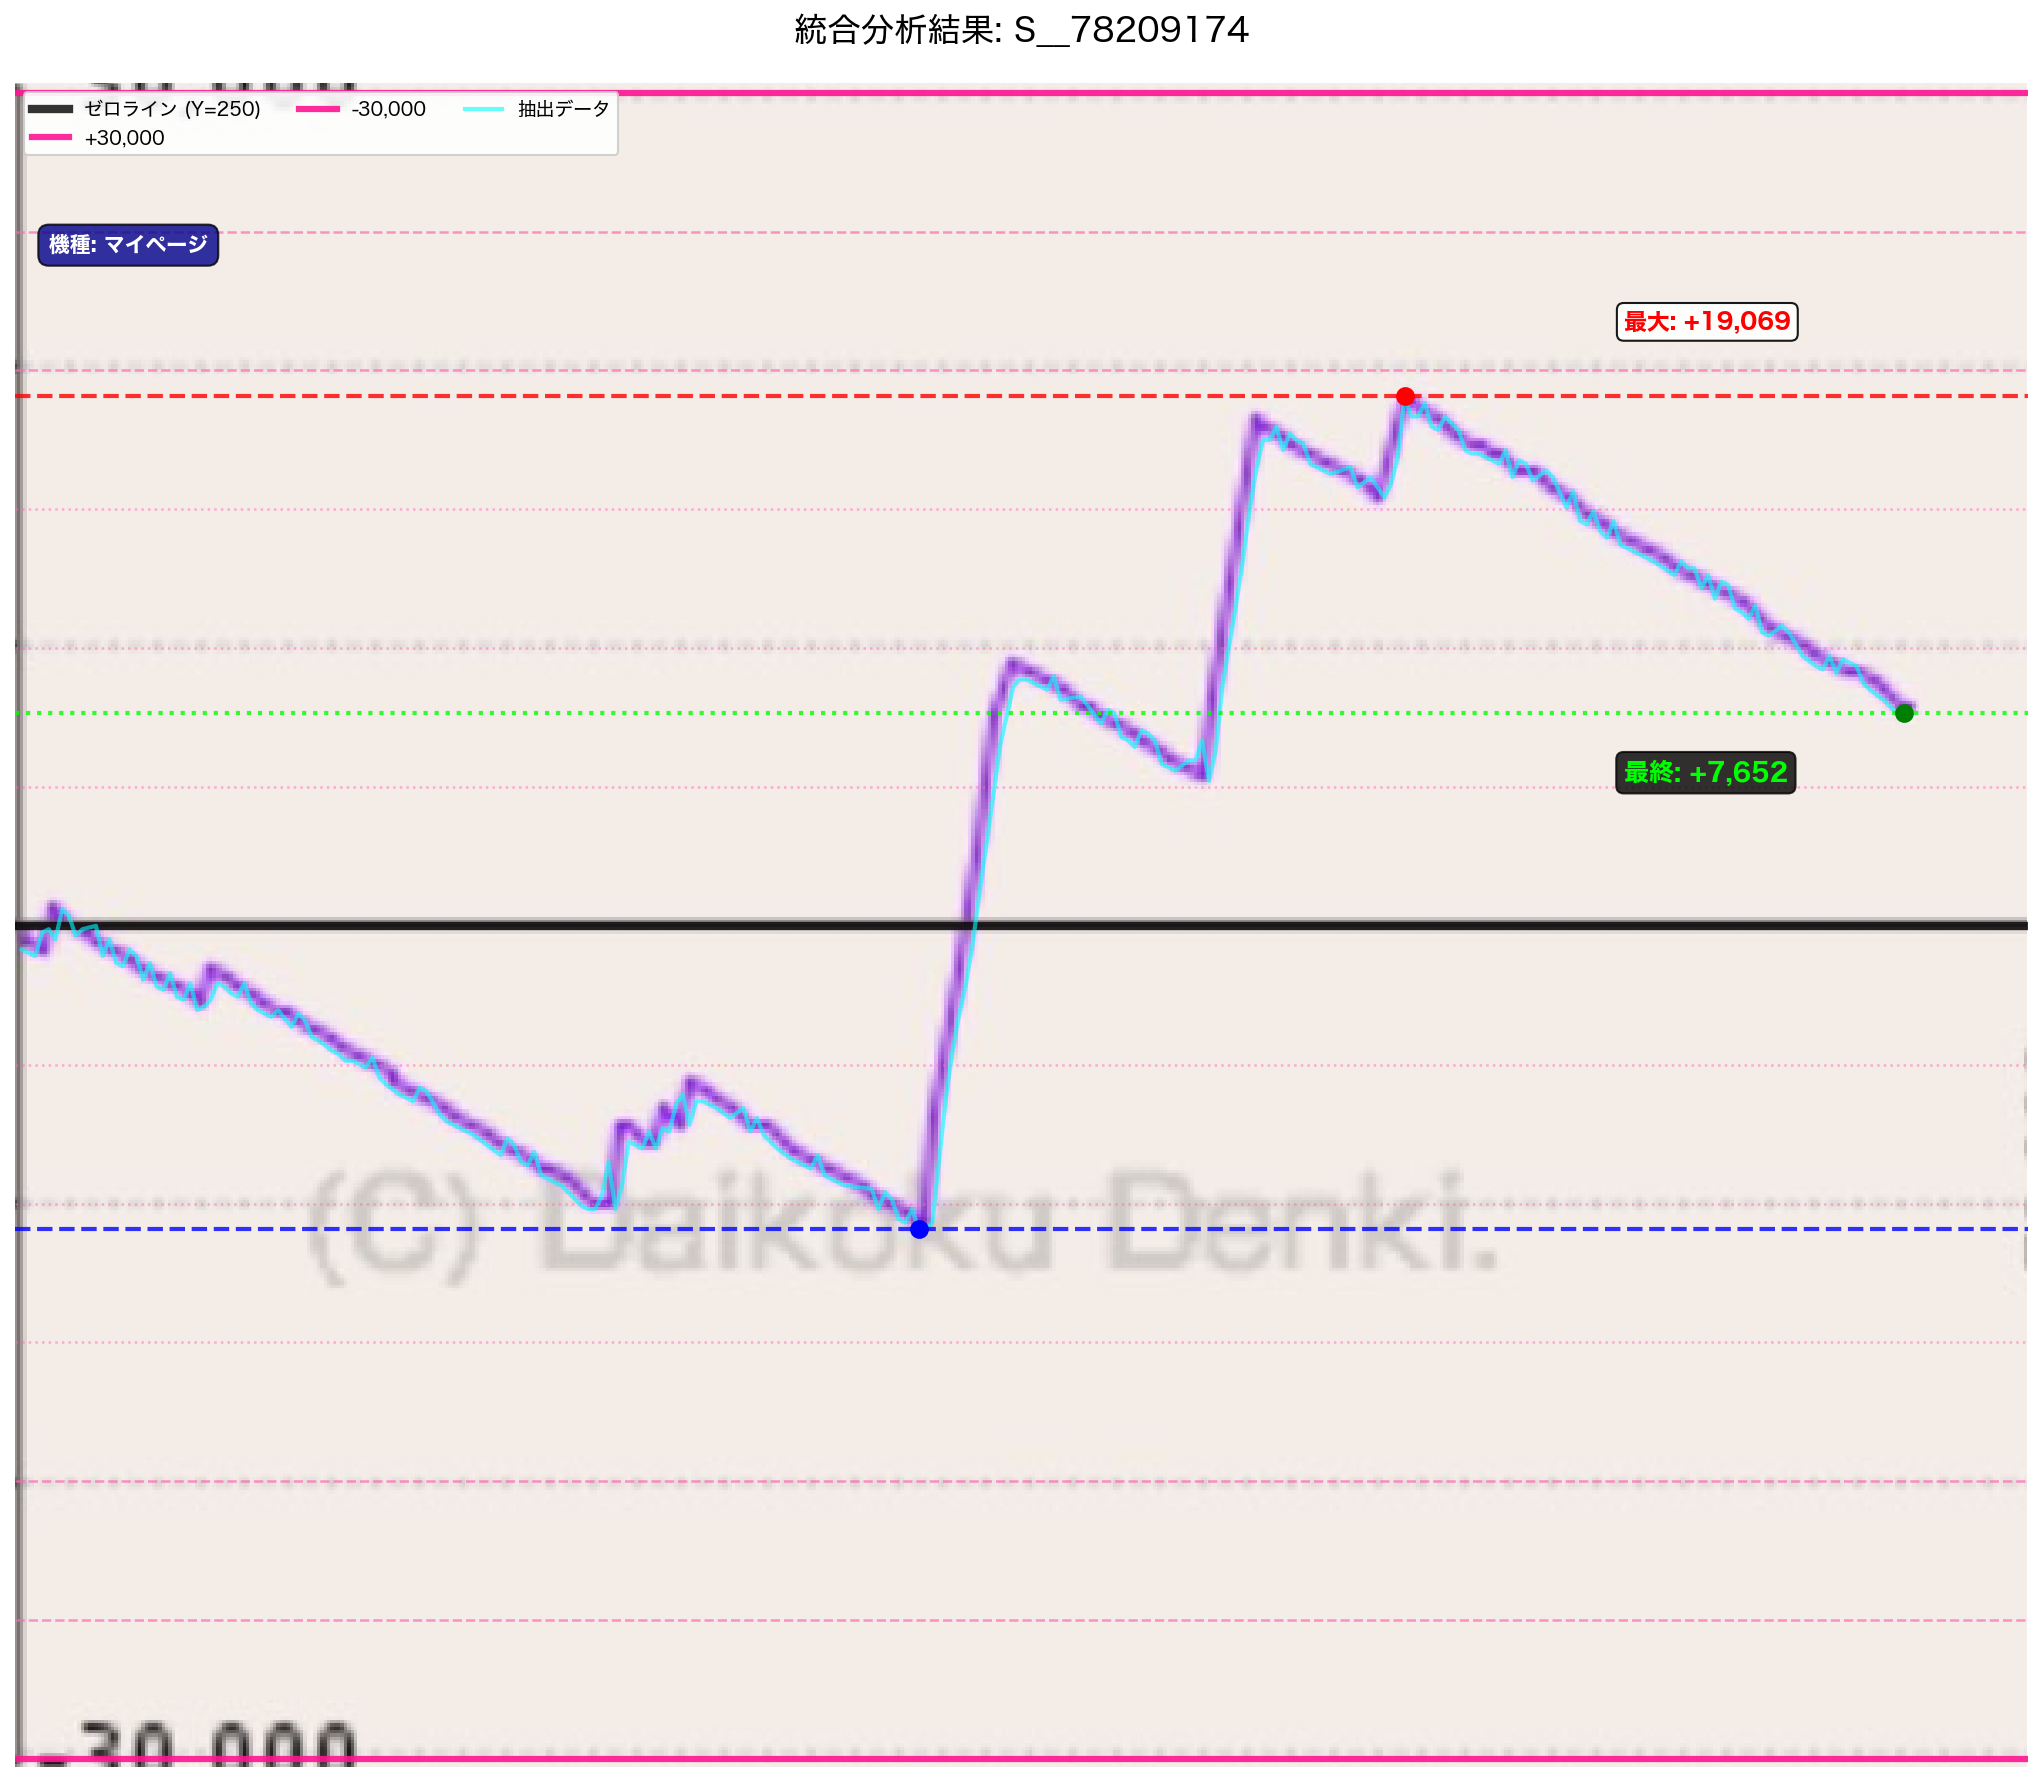 統合分析結果: S__78209174
ゼロライン (Y=250)
-30,000
抽出データ
+30,000
機種: マイページ
最大: +19,069
最終: +7,652
(C) Daikoku Denki.
-30,000